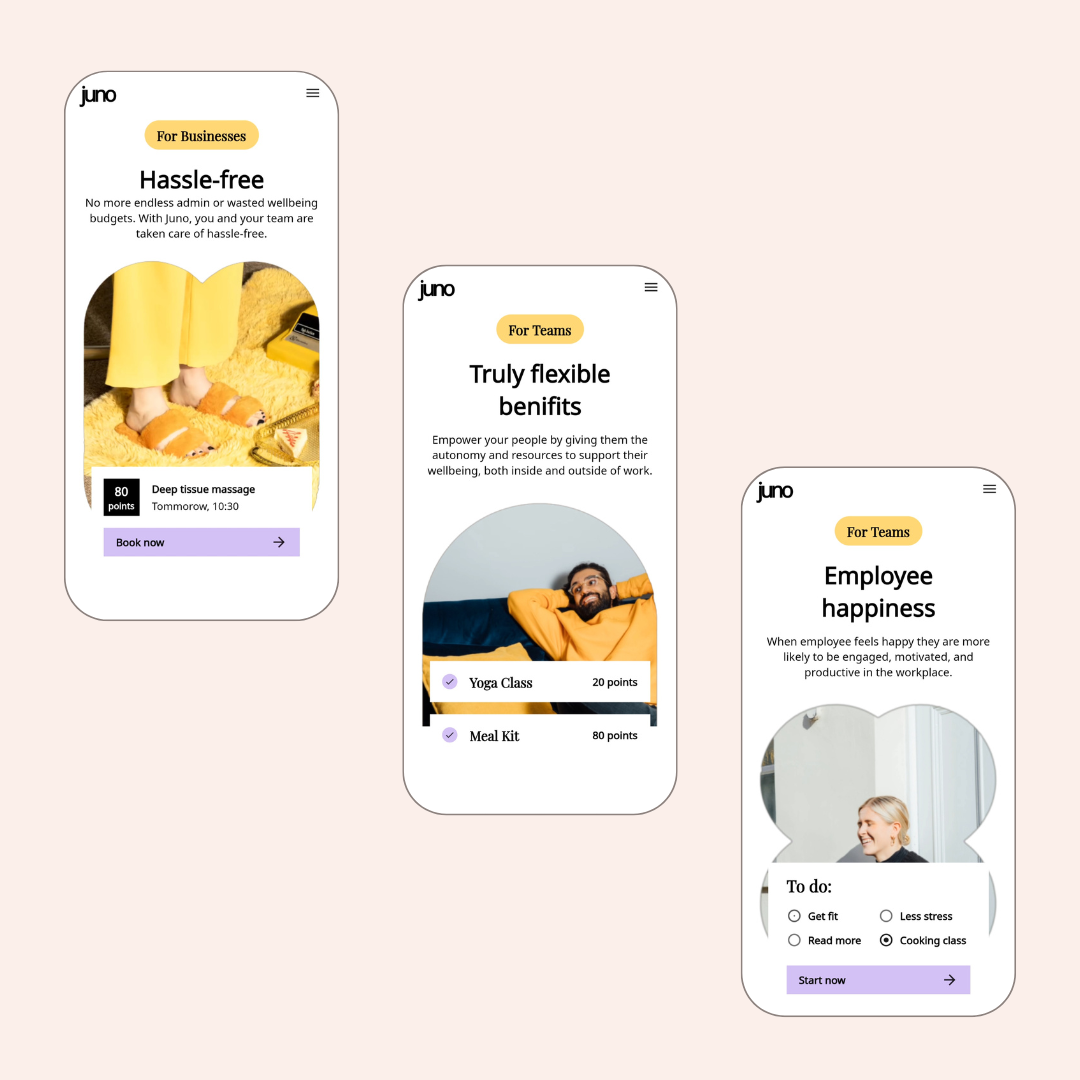 juno
For Businesses
Hassle-free
No more endless admin or wasted wellbeing
budgets. With Juno, you and your team are
taken care of hassle-free.
80
points
Deep tissue massage
Tommorow, 10:30
Book now
juno
For Teams
Truly flexible
benifits
Empower your people by giving them the
autonomy and resources to support their
wellbeing, both inside and outside of work.
Yoga Class
20 points
Meal Kit
80 points
juno
For Teams
Employee
happiness
When employee feels happy they are more
likely to be engaged, motivated, and
productive in the workplace.
To do:
Get fit
Less stress
Read more
Cooking class
Start now